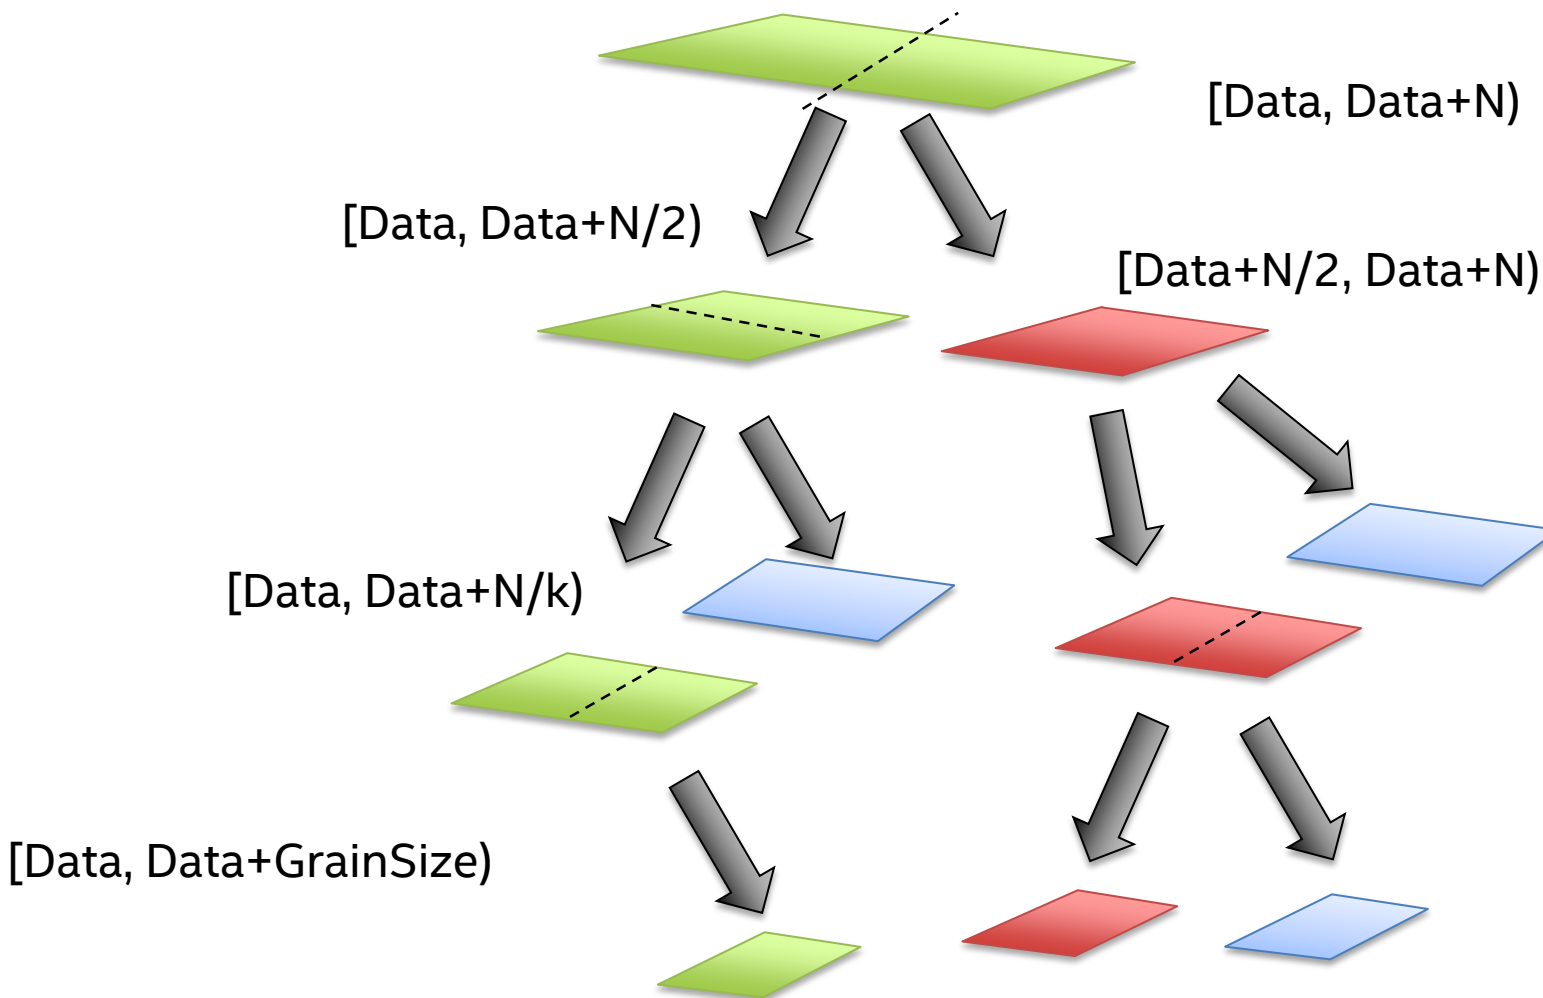 [Data, Data+N)
[Data, Data+N/2)
[Data+N/2, Data+N)
[Data, Data+N/k)
[Data, Data+GrainSize)